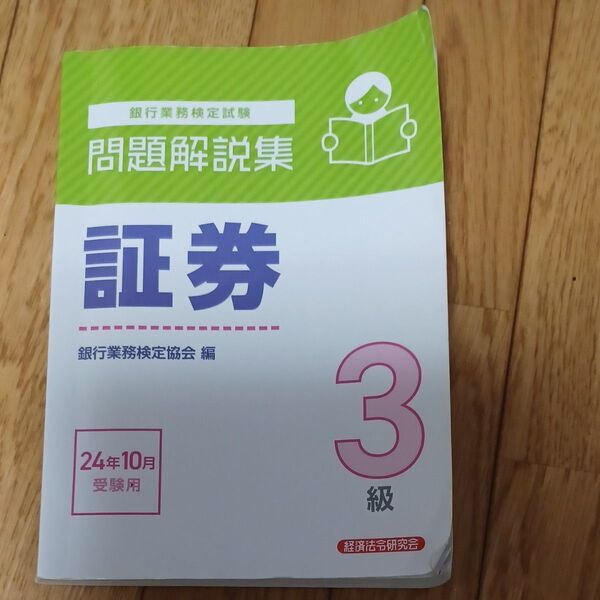 銀行業務検定試験
問題解説集
証券
銀行業務検定協会 編
3
級
24年10月
受験用
経済法令研究会